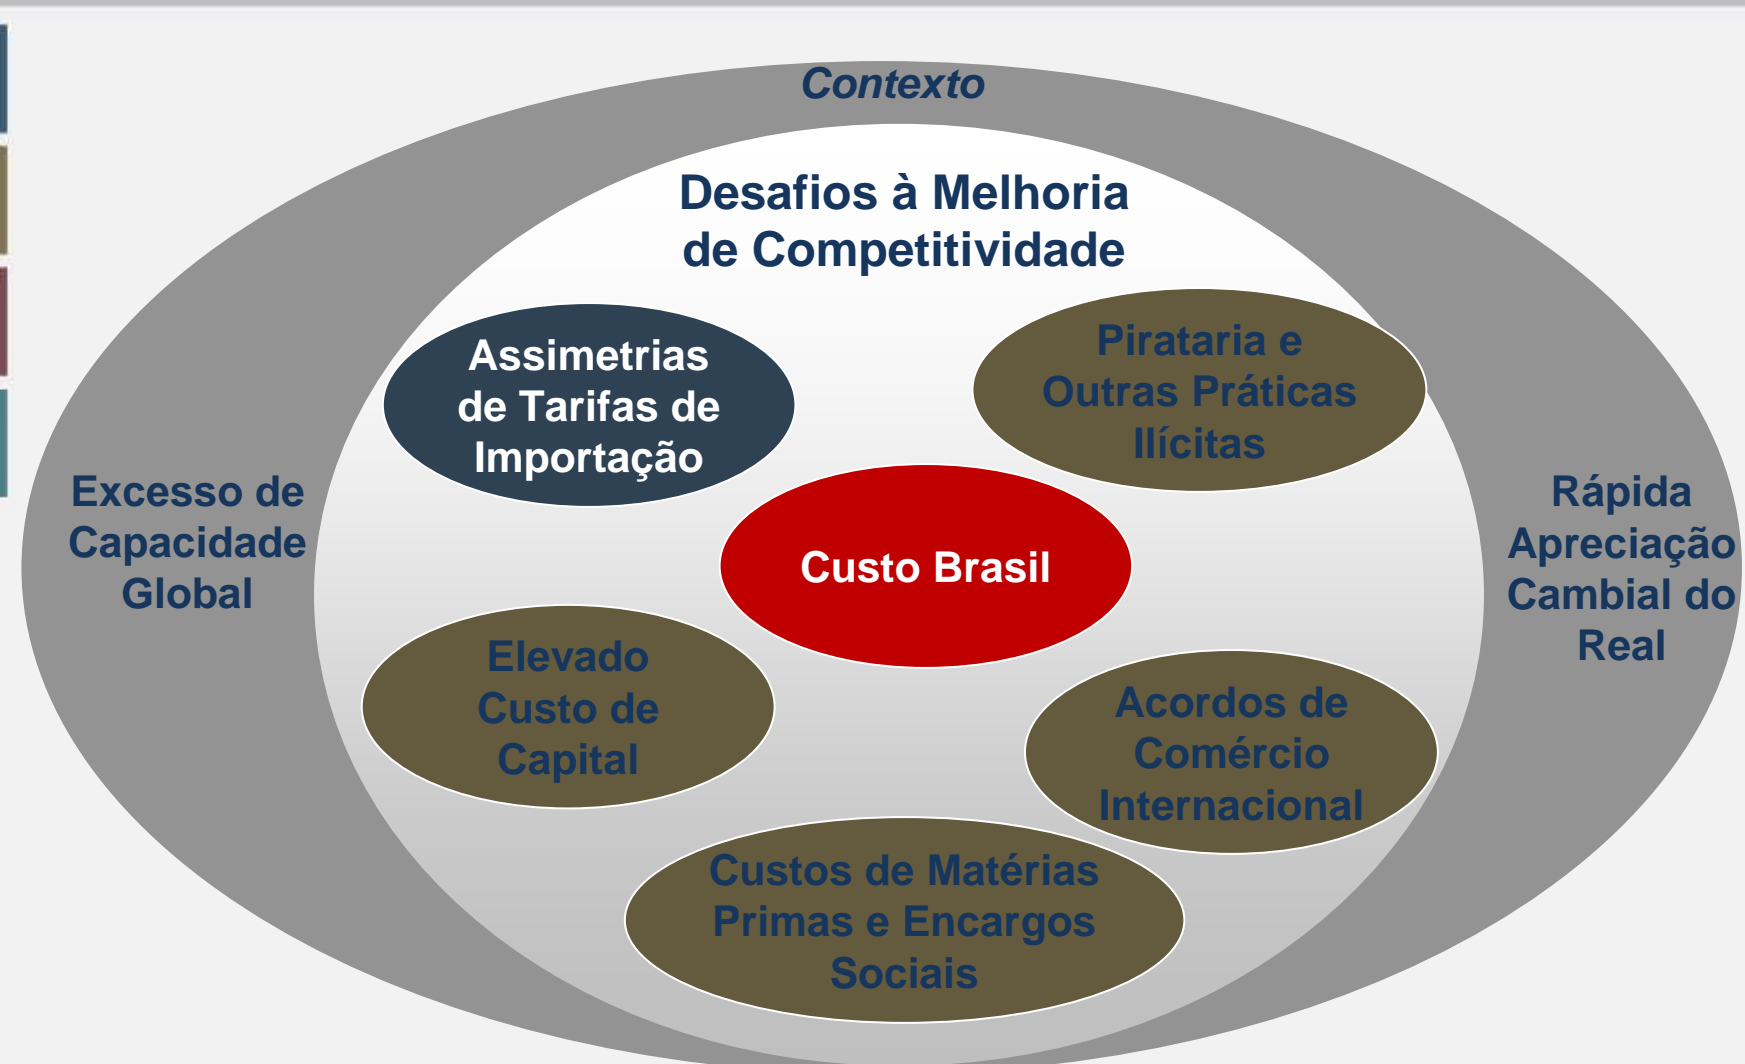 Contexto
Desafios à Melhoria
de Competitividade
Assimetrias
de Tarifas de
Importação
Pirataria e
Outras Práticas
Ilícitas
Excesso de
Capacidade
Global
Custo Brasil
Rápida
Apreciação
Cambial do
Real
Elevado
Custo de
Capital
Acordos de
Comércio
Internacional
Custos de Matérias
Primas e Encargos
Sociais